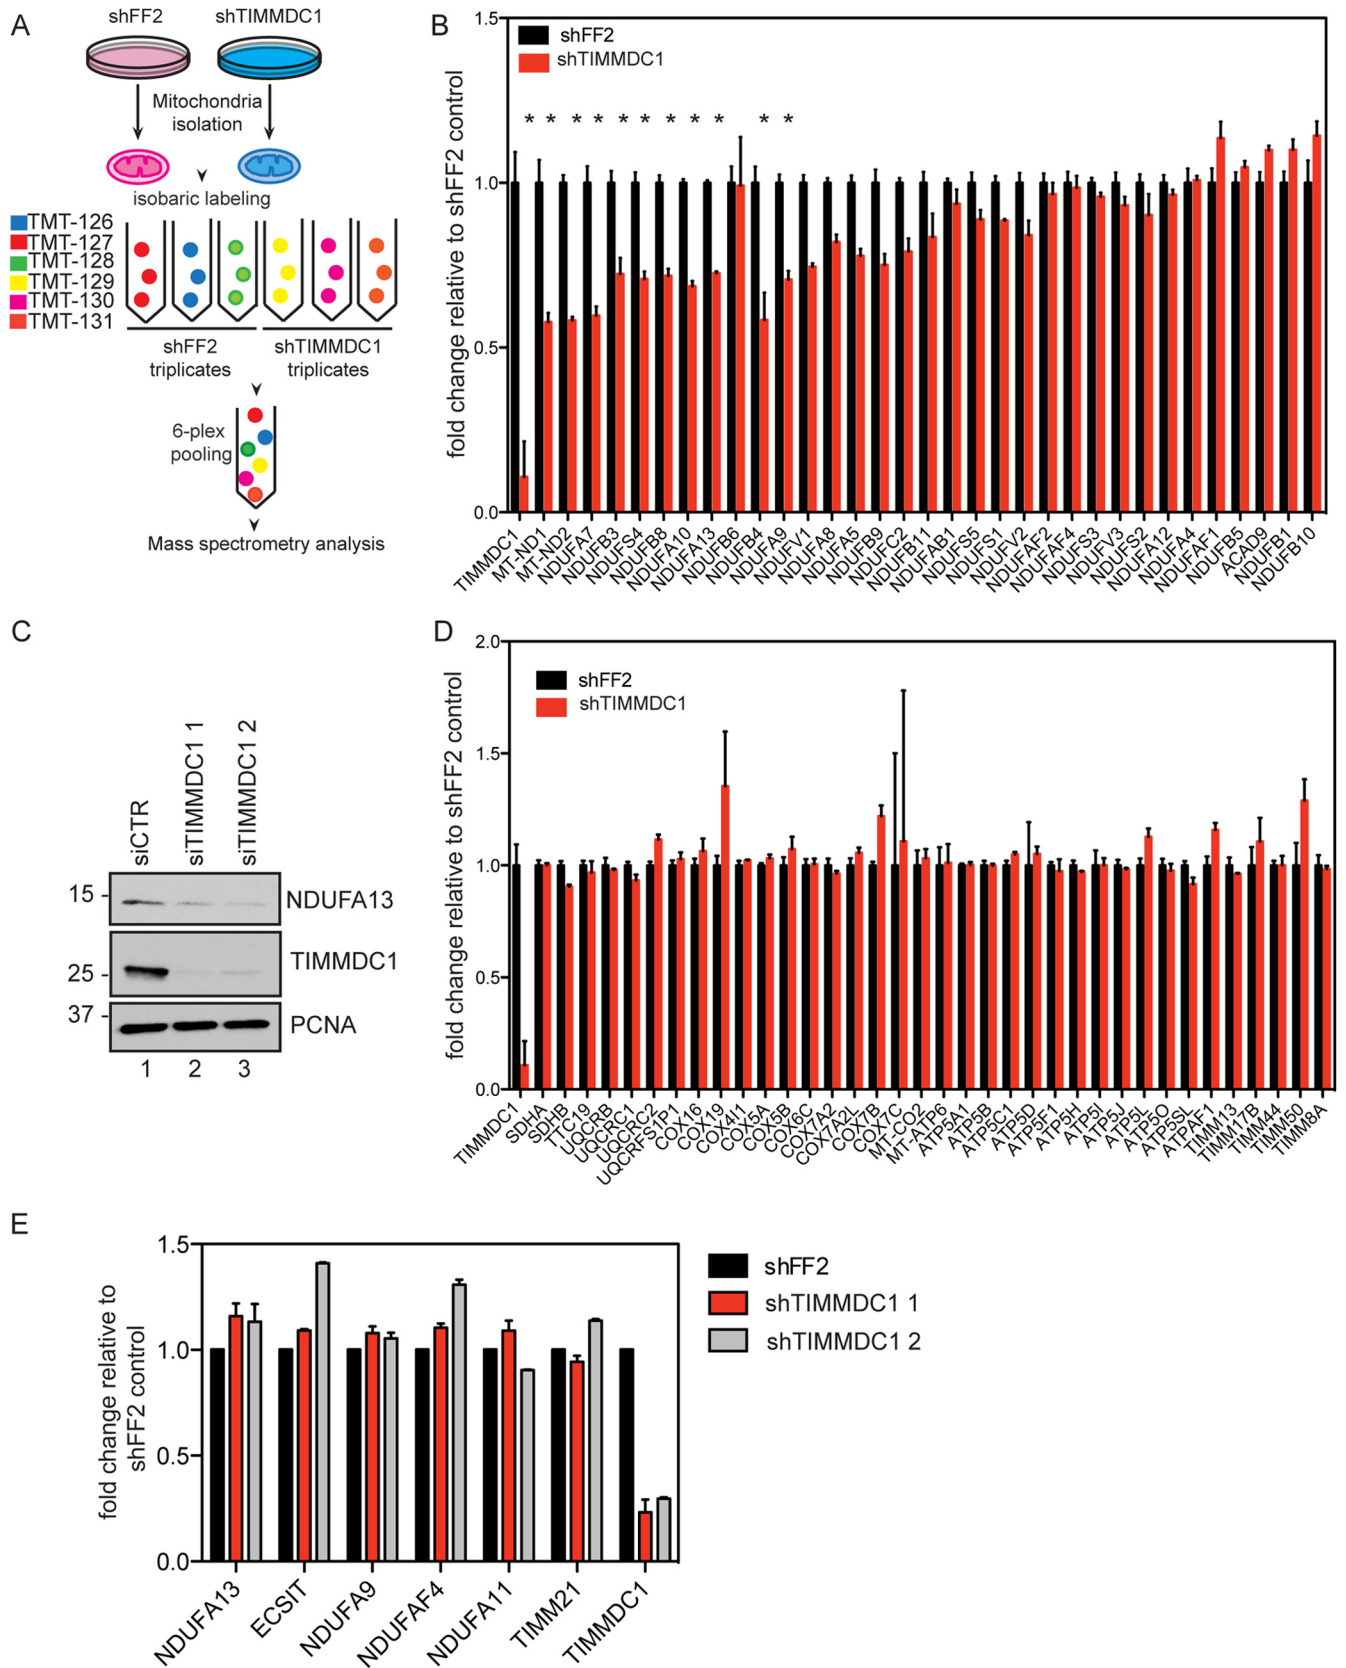 A
shFF2
shTIMMDC1
Mitochondria
isolation
isobaric labeling
TMT-126
TMT-127
TMT-128
TMT-129
TMT-130
TMT-131
shFF2
triplicates
shTIMMDC1
triplicates
6-plex
pooling
Mass spectrometry analysis
B
fold change relative to shFF2 control
1.5
1.0
0.5
0.0
shFF2
shTIMMDC1
* * * * * * * * * * *
TIMMDC1
MT-ND1
MT-ND2
NDUFA7
NDUFB3
NDUFS4
NDUFB8
NDUFA10
NDUFA13
NDUFB6
NDUFB4
NDUFA9
NDUFV1
NDUFA8
NDUFA5
NDUFB9
NDUFC2
NDUFB11
NDUFAB1
NDUFS5
NDUFS1
NDUFV2
NDUFAF2
NDUFAF4
NDUFS3
NDUFV3
NDUFS2
NDUFA12
NDUFA4
NDUFAF1
NDUFB5
ACAD9
NDUFB1
NDUFB10
C
siCTR
siTIMMDC1 1
siTIMMDC1 2
15 -
NDUFA13
25 -
TIMMDC1
37 -
PCNA
1 2 3
D
fold change relative to shFF2 control
2.0
1.5
1.0
0.5
0.0
shFF2
shTIMMDC1
TIMMDC1
SDHA
SDHB
TTC19
UQCRB
UQCRC1
UQCRC2
UQCRFS1P1
COX16
COX19
COX4I1
COX5A
COX5B
COX6C
COX7A2
COX7A2L
COX7B
COX7C
MT-CO2
MT-ATP6
ATP5A1
ATP5B
ATP5C1
ATP5D
ATP5F1
ATP5H
ATP5I
ATP5J
ATP5L
ATP5O
ATP5SL
ATPAF1
TIMM13
TIMM17B
TIMM44
TIMM50
TIMM8A
E
fold change relative to
shFF2 control
1.5
1.0
0.5
0.0
NDUFA13
ECSIT
NDUFA9
NDUFAF4
NDUFA11
TIMM21
TIMMDC1
shFF2
shTIMMDC1 1
shTIMMDC1 2